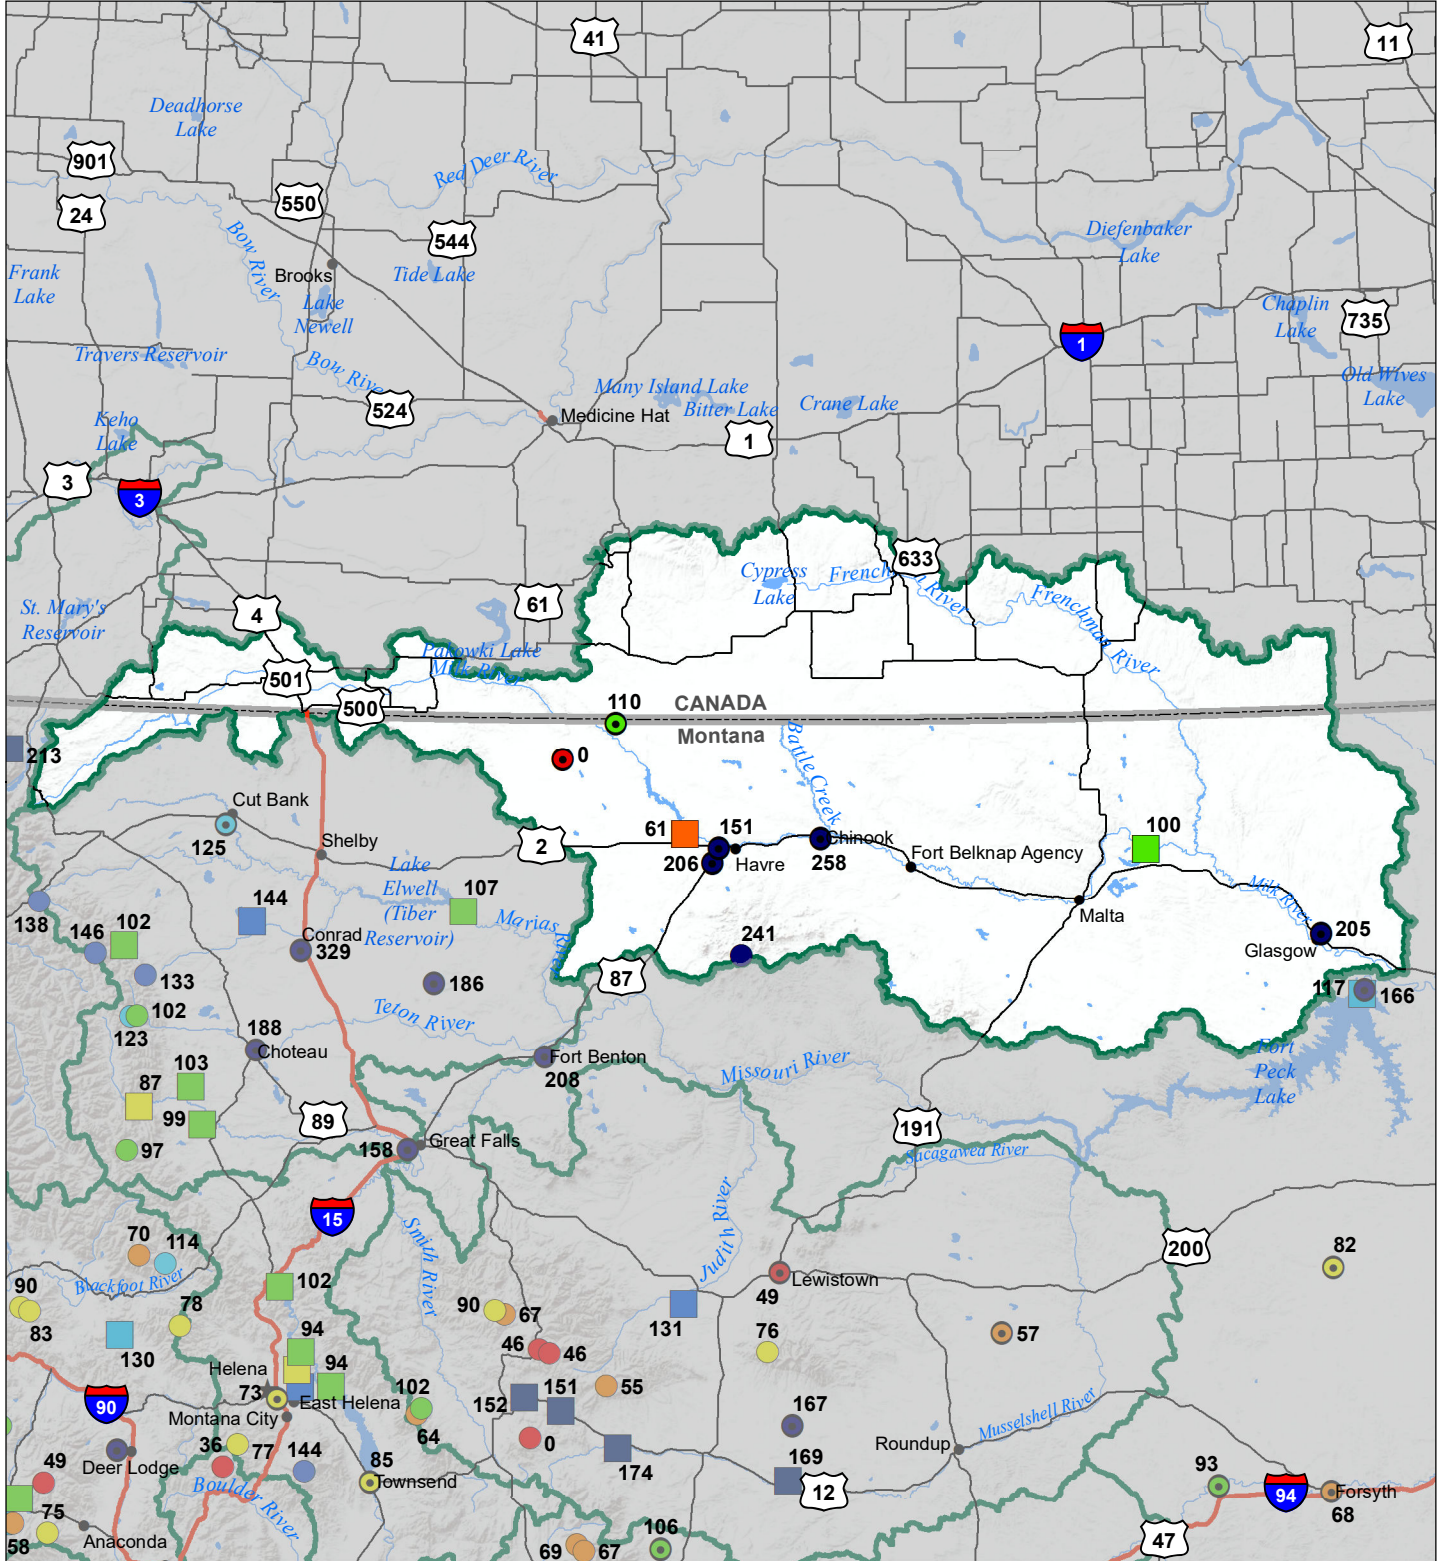 41
11
Deadhorse
Lake
901
Red Deer River
550
24
544
Bow River
Diefenbaker
Lake
Brooks
Tide Lake
Frank
Lake
Lake
Newell
Chaplin
Lake
735
1
Travers Reservoir
Bow River
Many Island Lake
Old Wives
Lake
524
Bitter Lake
Crane Lake
Keho
Lake
Medicine Hat
1
3
3
633
Cypress
Lake
Frenchman River
Frenchman River
61
4
St. Mary's
Reservoir
Pakowki Lake
Milk River
501
500
110
CANADA
Montana
Battle Creek
213
0
Cut Bank
125
Shelby
2
61
151
206
Havre
Chinook
258
Fort Belknap Agency
100
Lake
Elwell
(Tiber
Reservoir)
107
Marias River
144
138
Milk River
Malta
146
102
Conrad
329
241
205
Glasgow
133
186
87
117
166
102
123
Teton River
188
Choteau
Fort Benton
208
Missouri River
Fort
Peck
Lake
103
87
99
89
191
97
158
Great Falls
Sacagawea River
15
Smith River
Judith River
70
114
200
82
Blackfoot River
102
Lewistown
49
90
83
78
90
67
131
57
130
94
46
46
76
Helena
94
73
East Helena
102
55
90
Montana City
152
151
167
Musselshell River
64
36
77
0
Roundup
Deer Lodge
144
85
Townsend
174
169
12
49
93
94
Forsyth
68
Boulder River
75
Anaconda
58
69
67
106
47